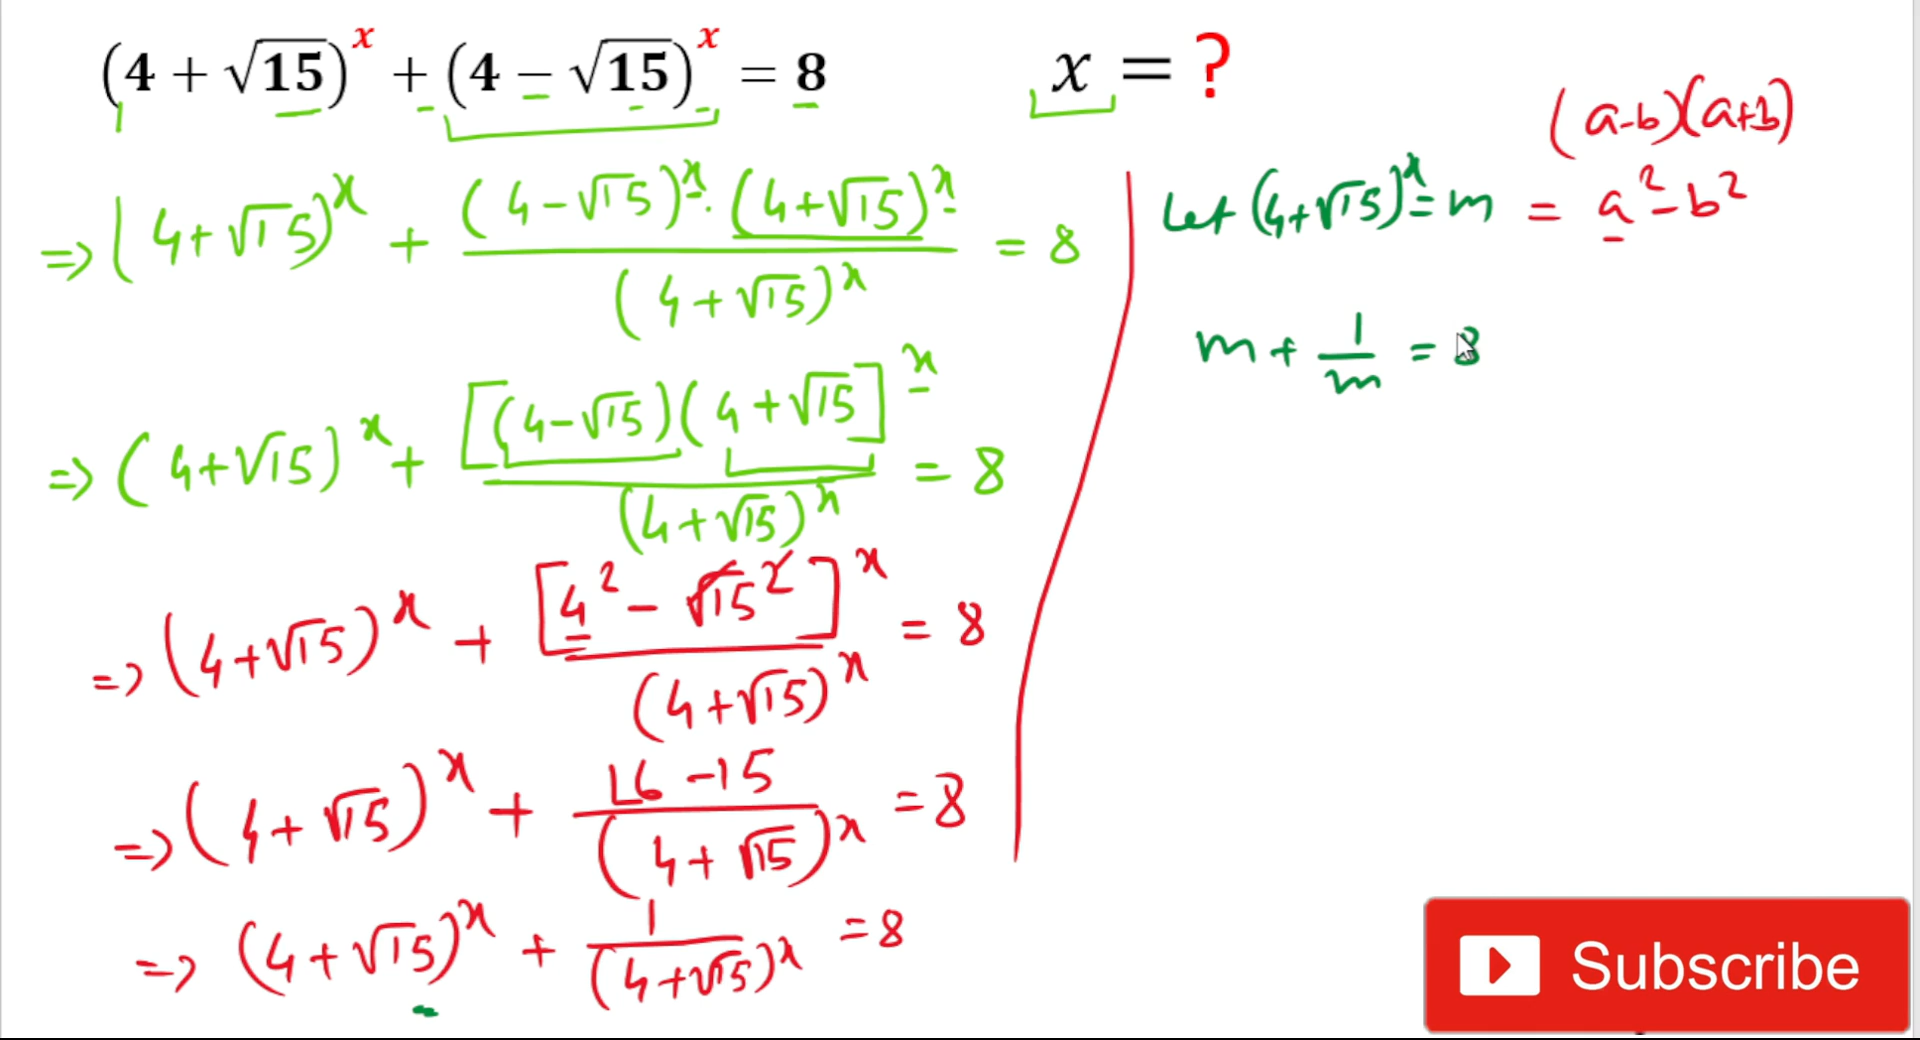 (4 + √15)^x + (4 − √15)^x = 8
x = ?
(a-b)(a+b)
= a² - b²
=> (4+√15)^x + (4-√15)^x · (4+√15)^x / (4+√15)^x = 8
=> (4+√15)^x + [(4-√15)(4+√15]^x / (4+√15)^x = 8
=> (4+√15)^x + [4² - √15²]^x / (4+√15)^x = 8
=> (4+√15)^x + 16-15 / (4+√15)^x = 8
=> (4+√15)^x + 1 / (4+√15)^x = 8
Let (4+√15)^x = m
m + 1/m = 8
Subscribe